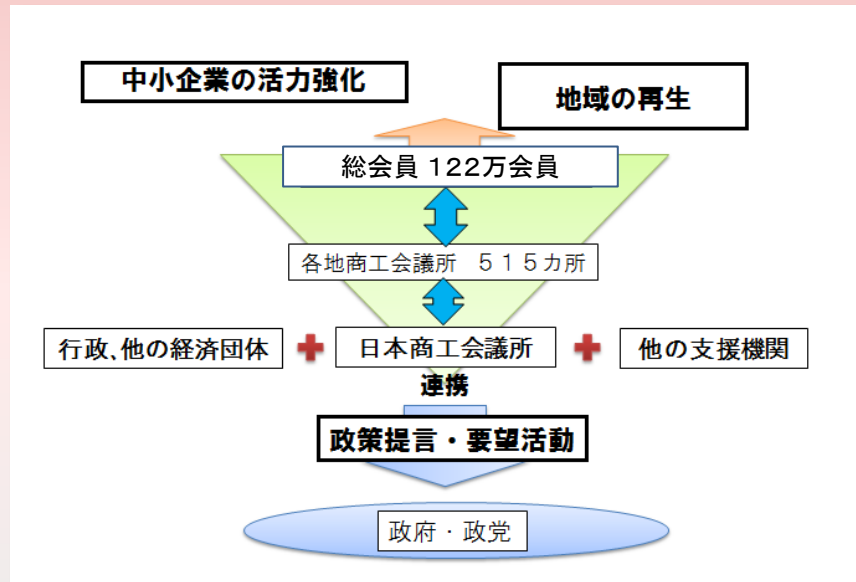 中小企業の活力強化
地域の再生
総会員 122万会員
各地商工会議所　５１５カ所
行政、他の経済団体
日本商工会議所
他の支援機関
連携
政策提言・要望活動
政府・政党